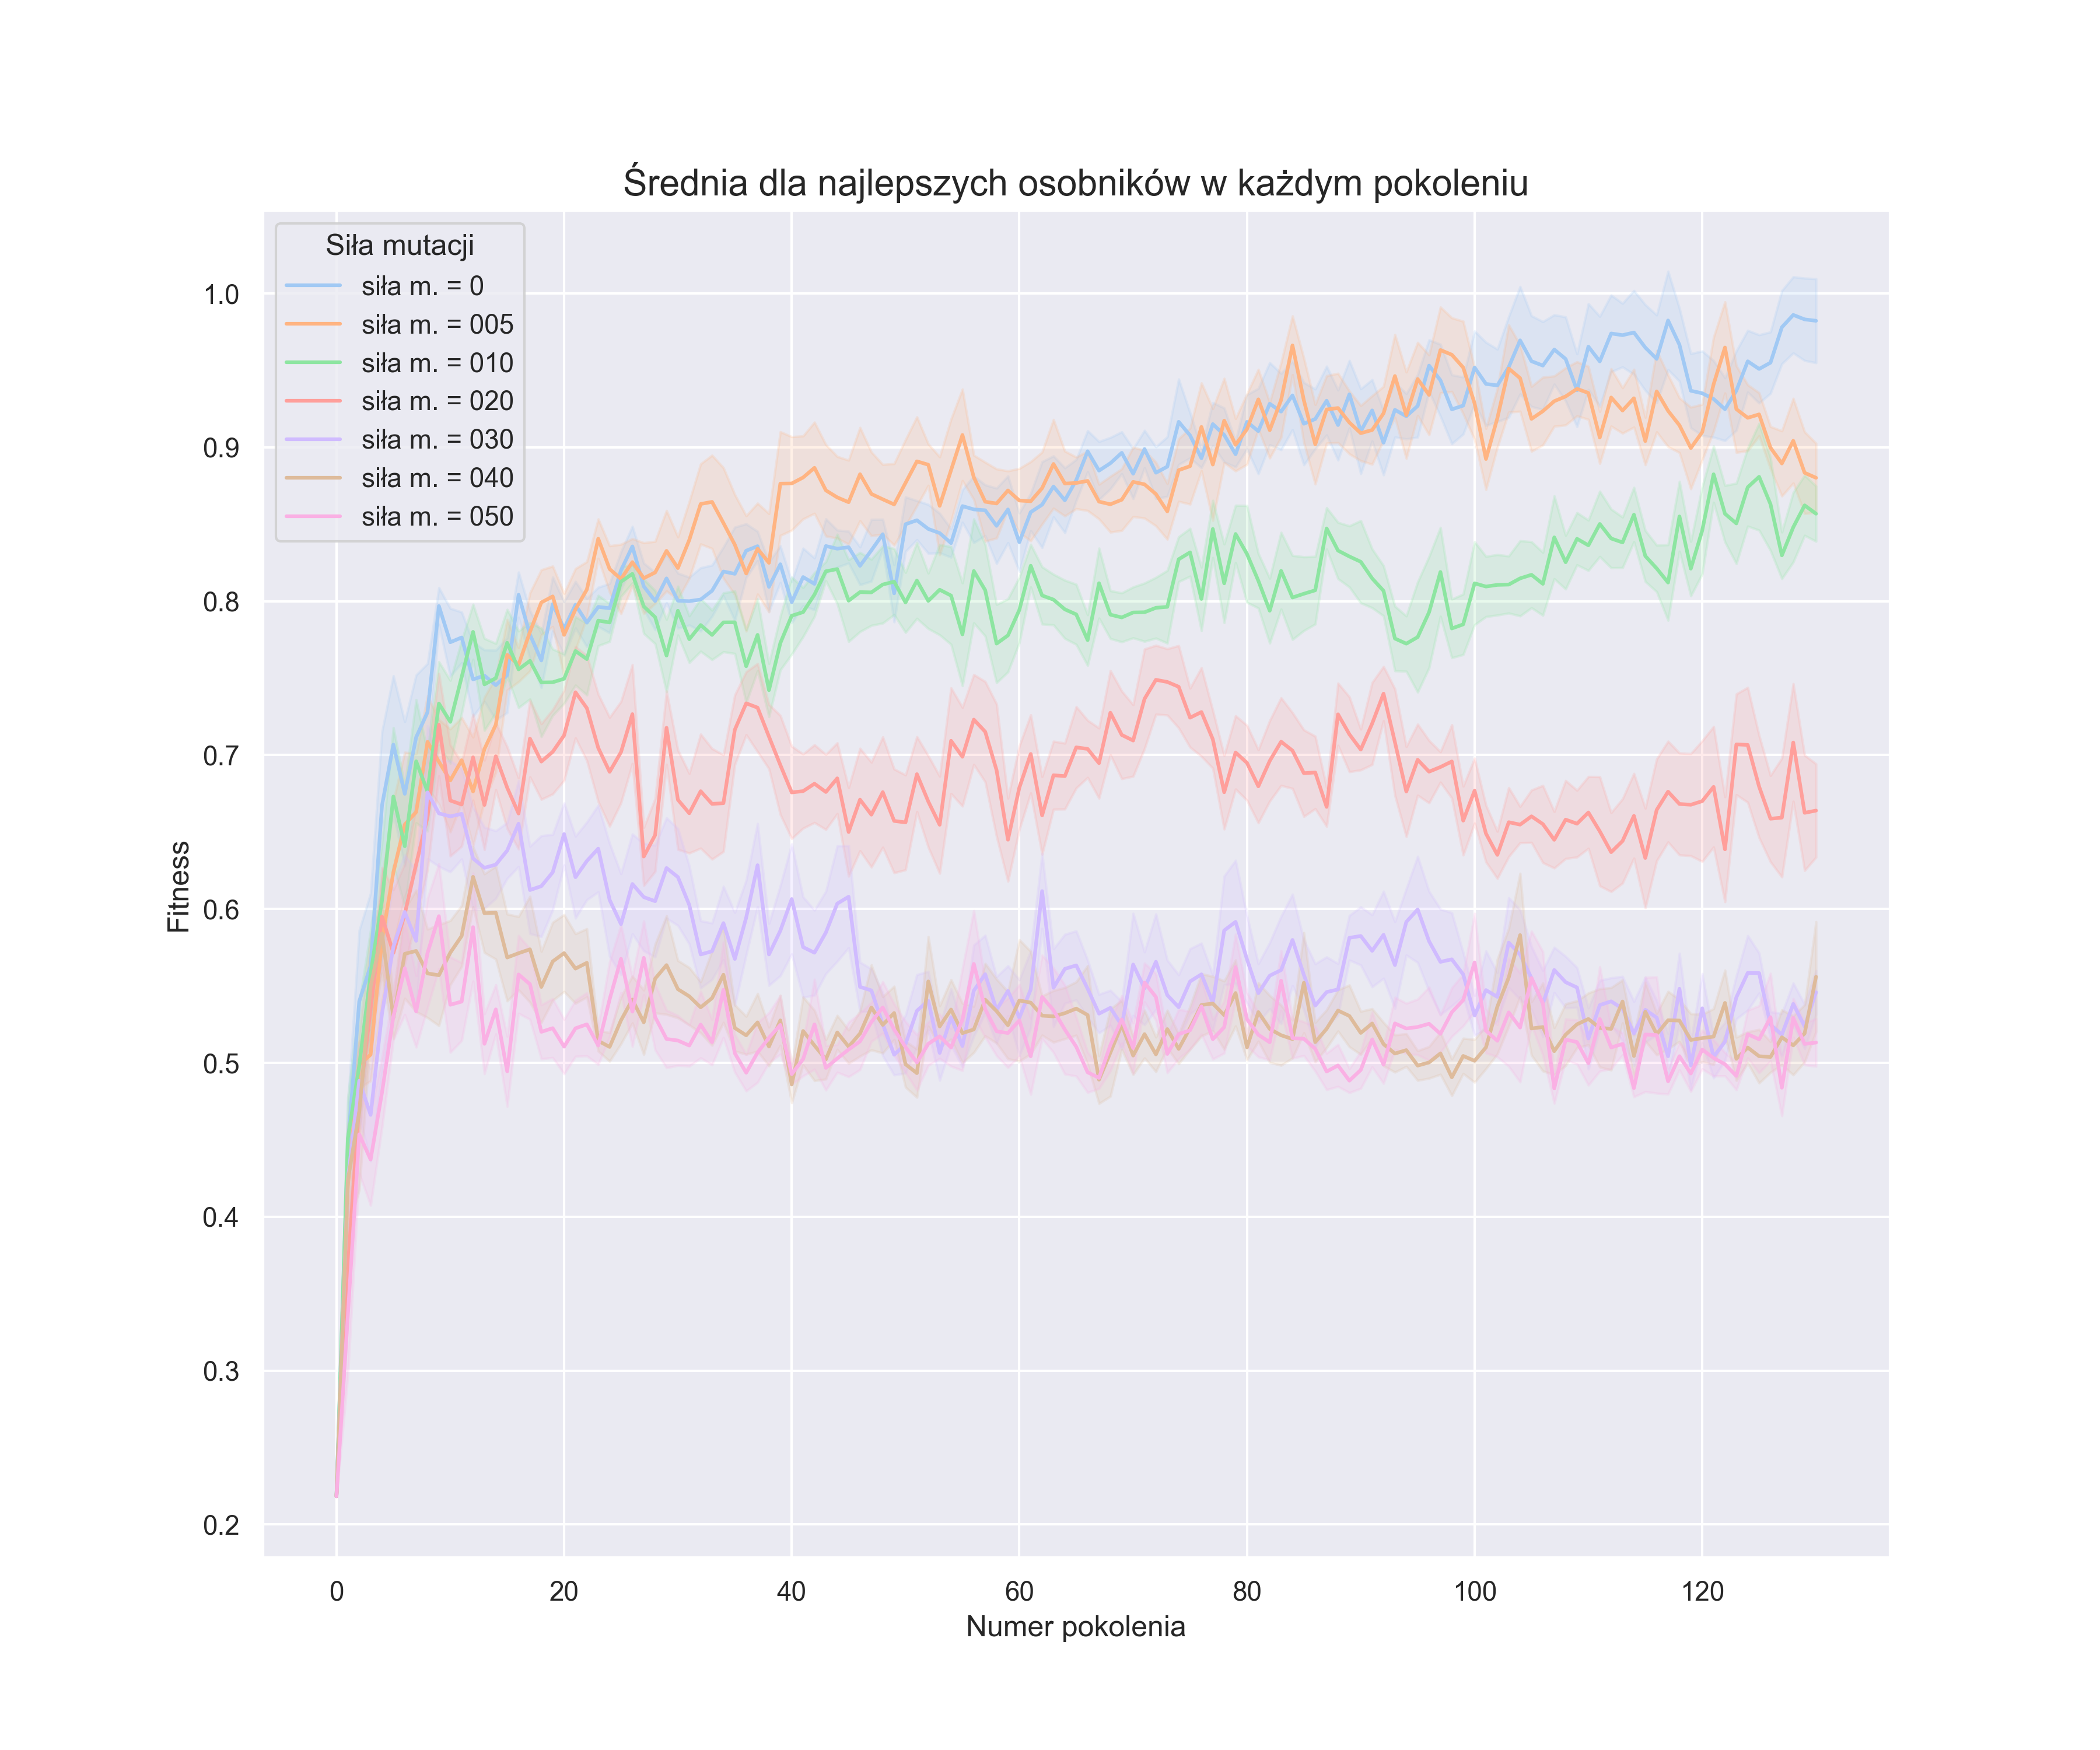 Średnia dla najlepszych osobników w każdym pokoleniu
Siła mutacji
siła m. = 0
siła m. = 005
siła m. = 010
siła m. = 020
siła m. = 030
siła m. = 040
siła m. = 050
1.0
0.9
0.8
0.7
0.6
0.5
0.4
0.3
0.2
Fitness
0 20 40 60 80 100 120
Numer pokolenia